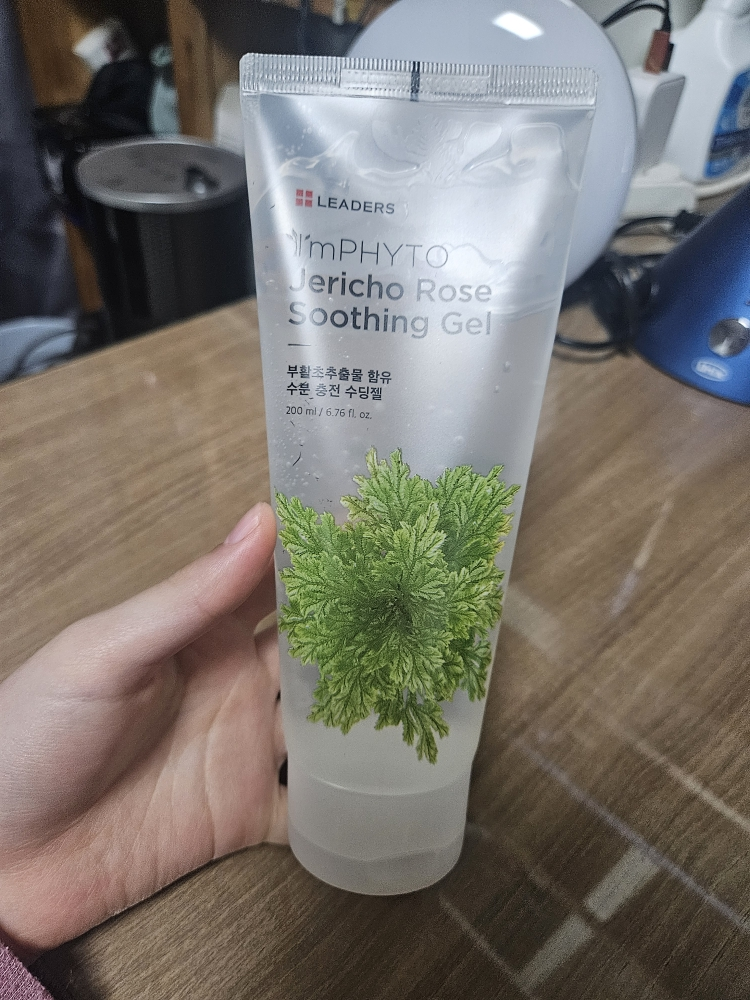 LEADERS
I'mPHYTO
Jericho Rose
Soothing Gel
부활초추출물 함유
수분 충전 수딩젤
200 ml / 6.76 fl. oz.